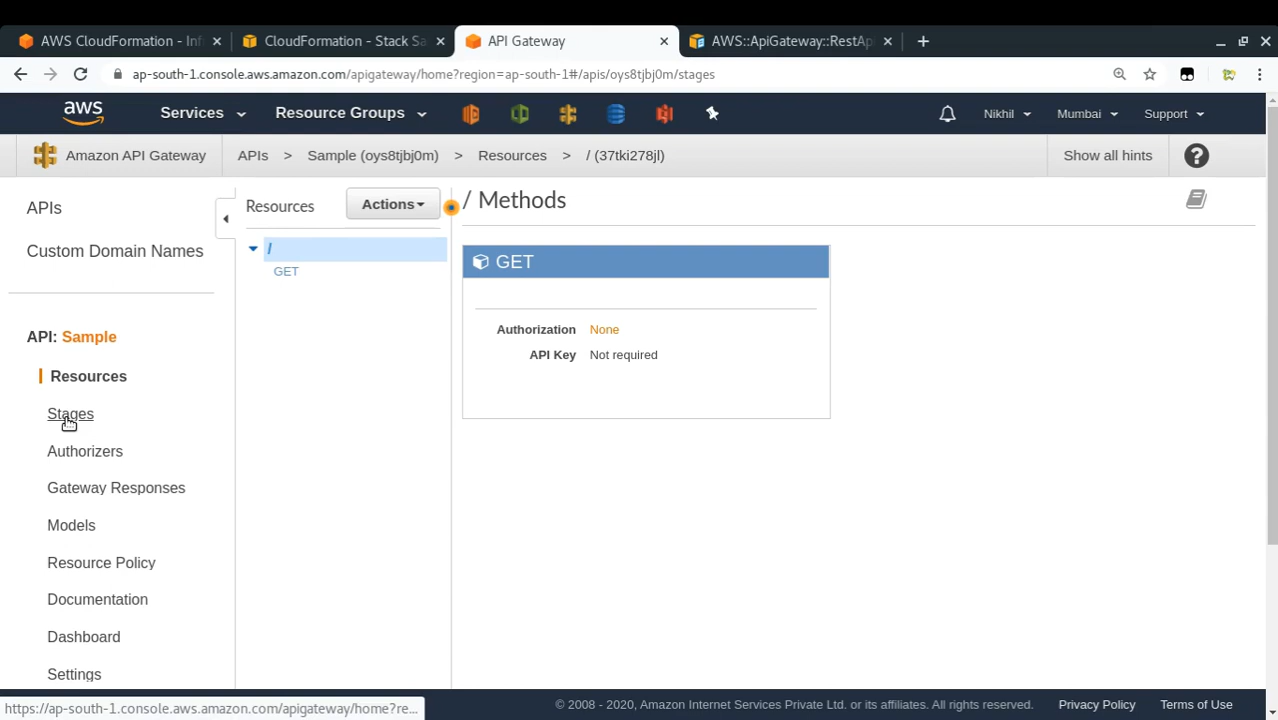 AWS CloudFormation - Inf
CloudFormation - Stack Sa
API Gateway
AWS::ApiGateway::RestApi
ap-south-1.console.aws.amazon.com/apigateway/home?region=ap-south-1#/apis/oys8tjbj0m/stages
aws
Services
Resource Groups
Nikhil
Mumbai
Support
Amazon API Gateway
APIs > Sample (oys8tjbj0m) > Resources > / (37tki278jl)
Show all hints
APIs
Custom Domain Names
API: Sample
Resources
Stages
Authorizers
Gateway Responses
Models
Resource Policy
Documentation
Dashboard
Settings
Resources
Actions
/
GET
/ Methods
GET
Authorization None
API Key Not required
https://ap-south-1.console.aws.amazon.com/apigateway/home?re...
© 2008 - 2020, Amazon Internet Services Private Ltd. or its affiliates. All rights reserved.
Privacy Policy
Terms of Use